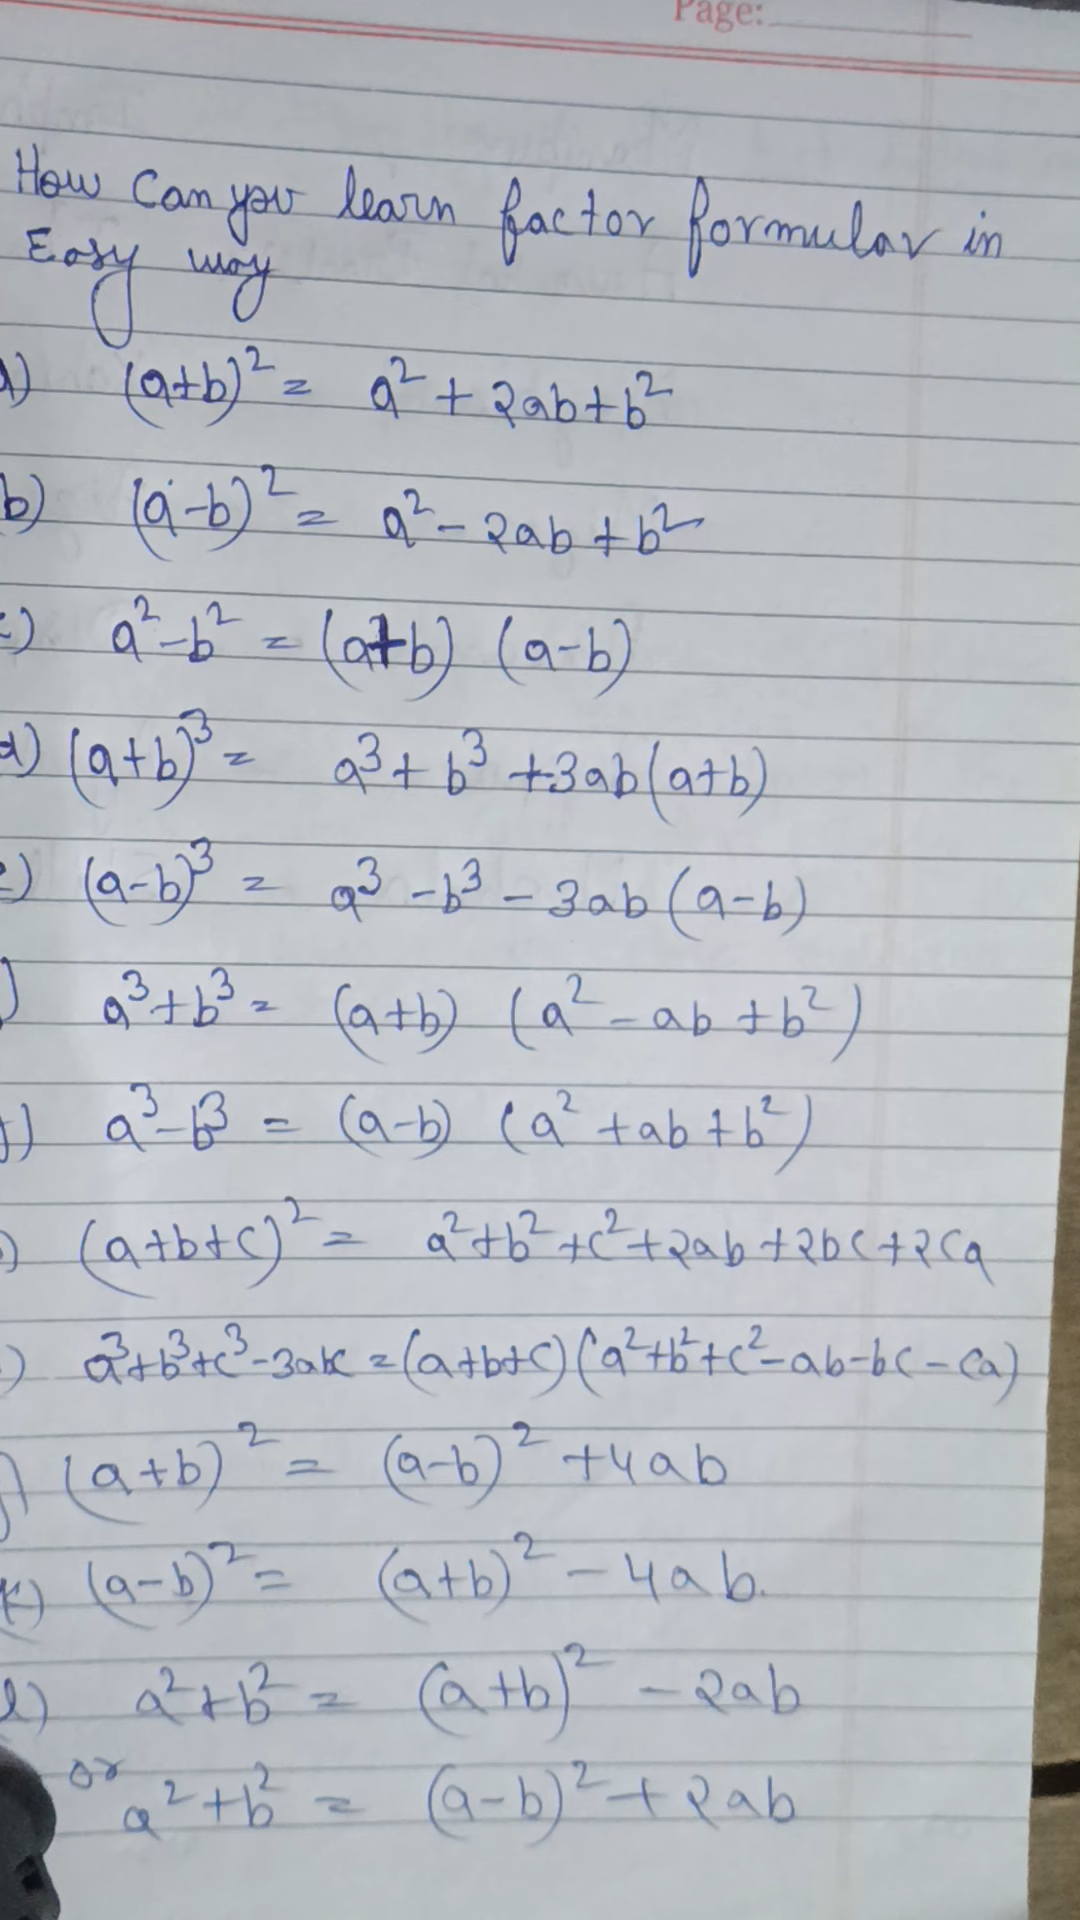 Page:
How can you learn factor formular in
Easy way
a) (a+b)² = a² + 2ab + b²
b) (a-b)² = a² - 2ab + b²
c) a² - b² = (a+b) (a-b)
d) (a+b)³ = a³ + b³ + 3ab(a+b)
e) (a-b)³ = a³ - b³ - 3ab (a-b)
) a³ + b³ = (a+b) (a² - ab + b²)
) a³ - b³ = (a-b) (a² + ab + b²)
) (a+b+c)² = a² + b² + c² + 2ab + 2bc + 2ca
) a³ + b³ + c³ - 3abc = (a+b+c) (a² + b² + c² - ab - bc - ca)
) (a+b)² = (a-b)² + 4ab
k) (a-b)² = (a+b)² - 4ab.
l) a² + b² = (a+b)² - 2ab
or a² + b² = (a-b)² + 2ab